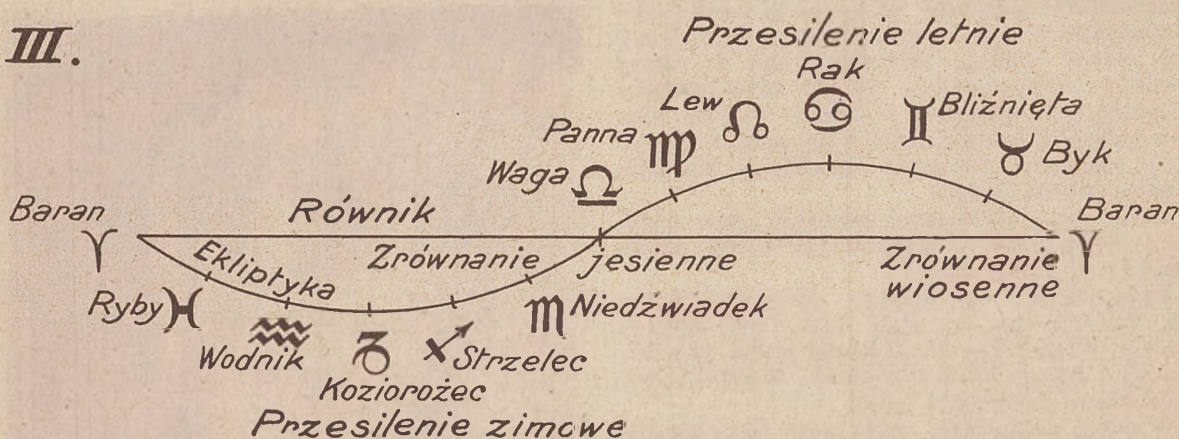 III.
Przesilenie letnie
Rak
Lew
Bliźnięta
Panna
Byk
Waga
Baran
Równik
Baran
Ekliptyka
Zrównanie jesienne
Zrównanie
wiosenne
Ryby
Niedźwiadek
Wodnik
Strzelec
Koziorożec
Przesilenie zimowe